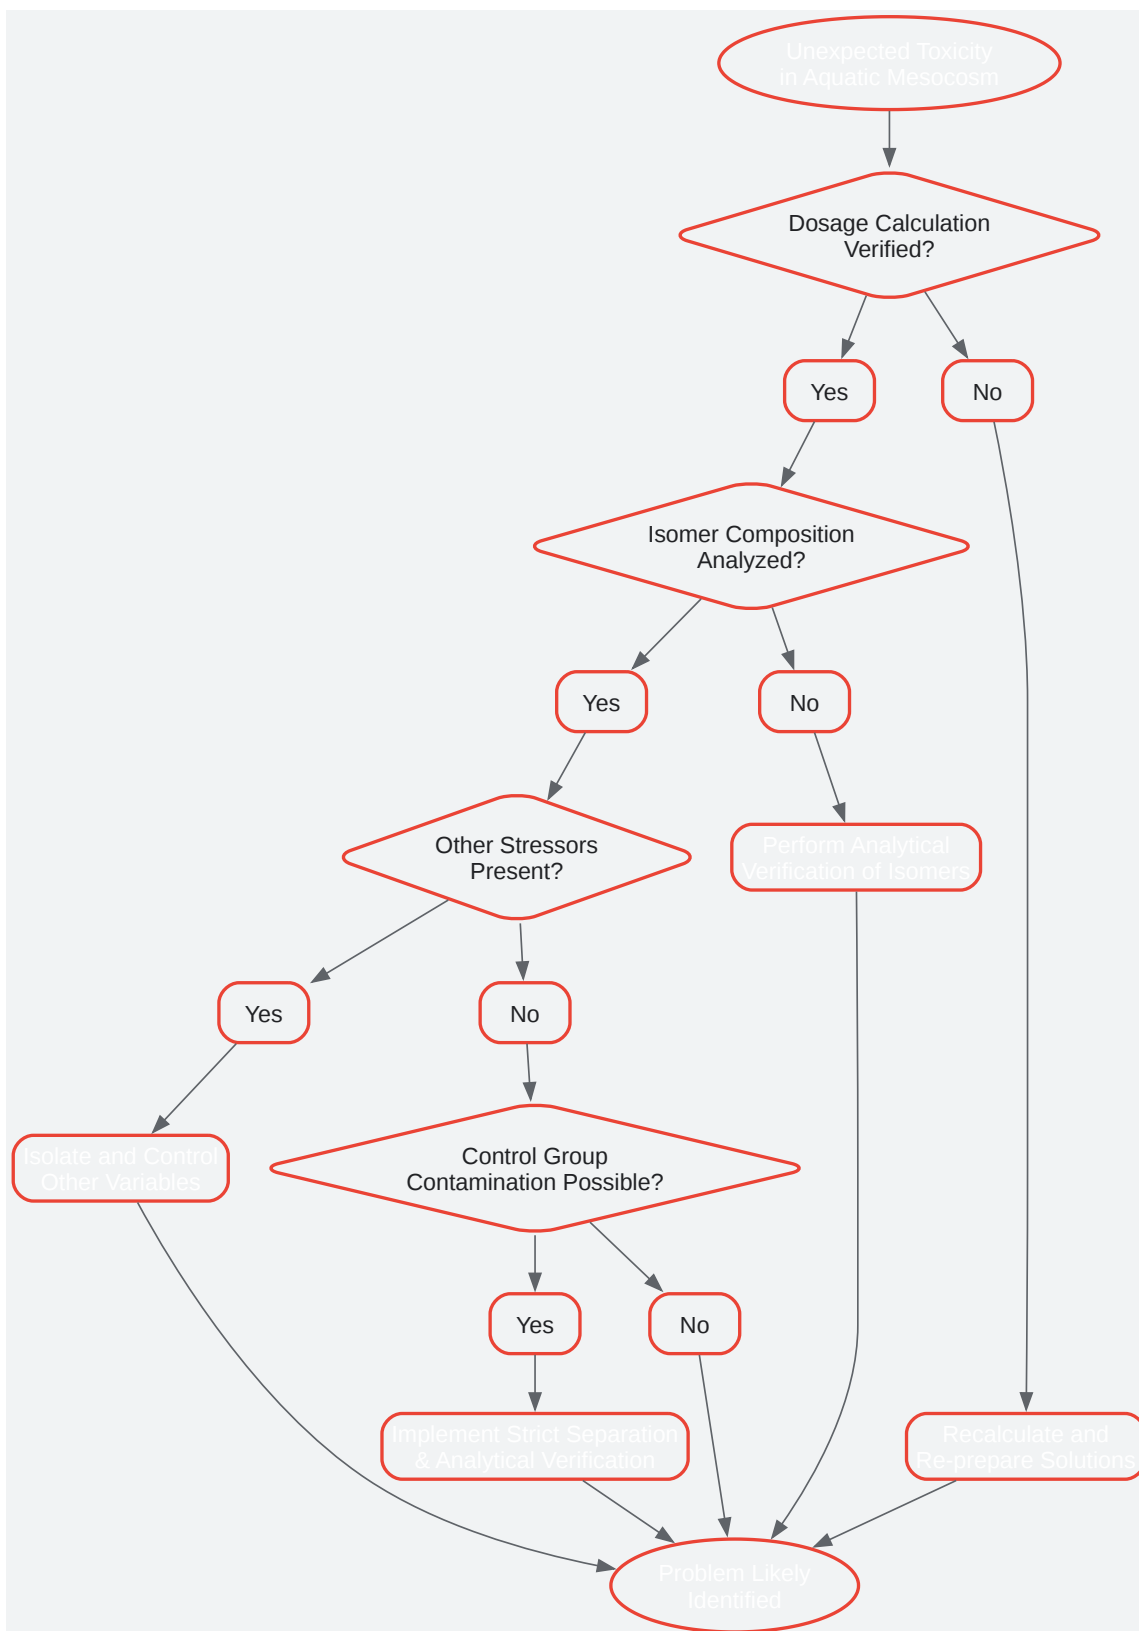 Unexpected Toxicity
in Aquatic Mesocosm
Dosage Calculation
Verified?
Yes
No
Isomer Composition
Analyzed?
Yes
No
Other Stressors
Present?
Perform Analytical
Verification of Isomers
Yes
No
Isolate and Control
Other Variables
Control Group
Contamination Possible?
Yes
No
Implement Strict Separation
& Analytical Verification
Recalculate and
Re-prepare Solutions
Problem Likely
Identified